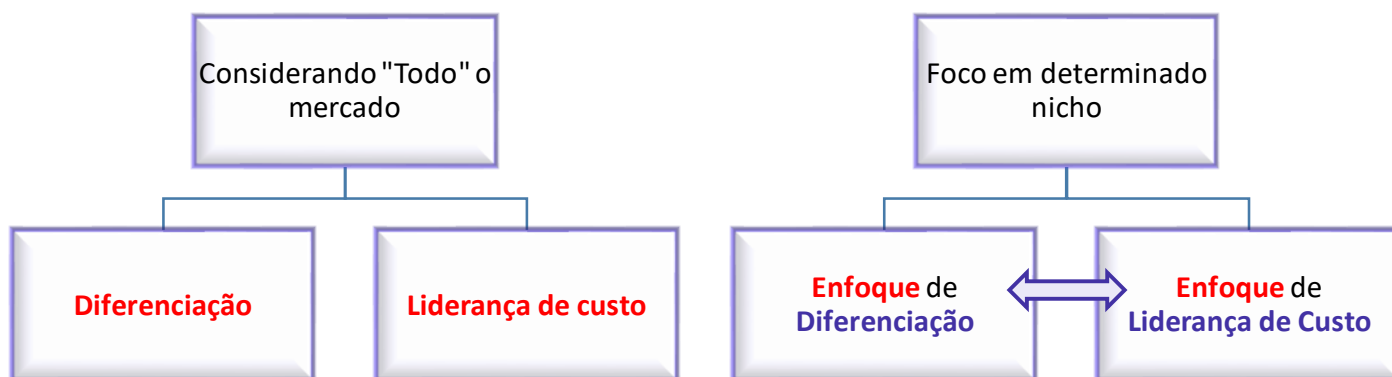 Considerando "Todo" o
mercado
Foco em determinado
nicho
Diferenciação
Liderança de custo
Enfoque de
Diferenciação
Enfoque de
Liderança de Custo